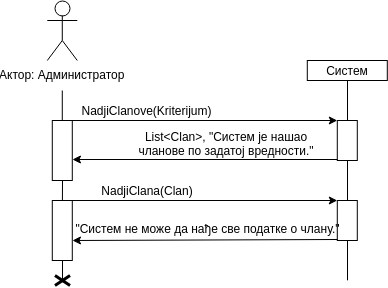 Актор: Администратор
Систем
NadjiClanove(Kriterijum)
List<Clan>, "Систем је нашао
чланове по задатој вредности."
NadjiClana(Clan)
"Систем не може да нађе све податке о члану."